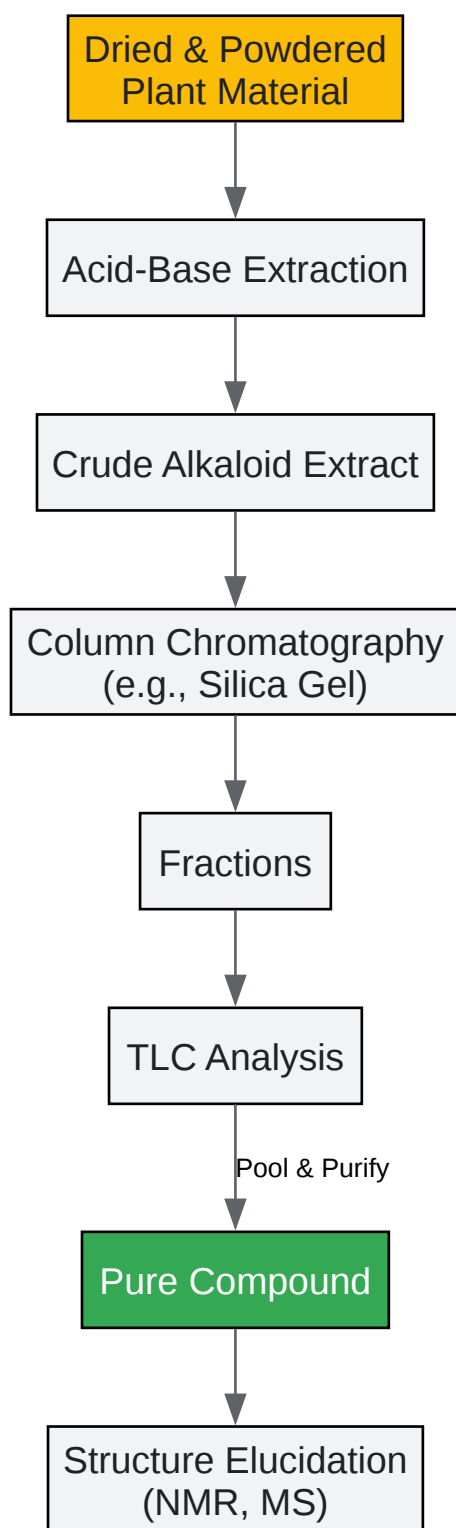 Dried & Powdered
Plant Material
Acid-Base Extraction
Crude Alkaloid Extract
Column Chromatography
(e.g., Silica Gel)
Fractions
TLC Analysis
Pool & Purify
Pure Compound
Structure Elucidation
(NMR, MS)